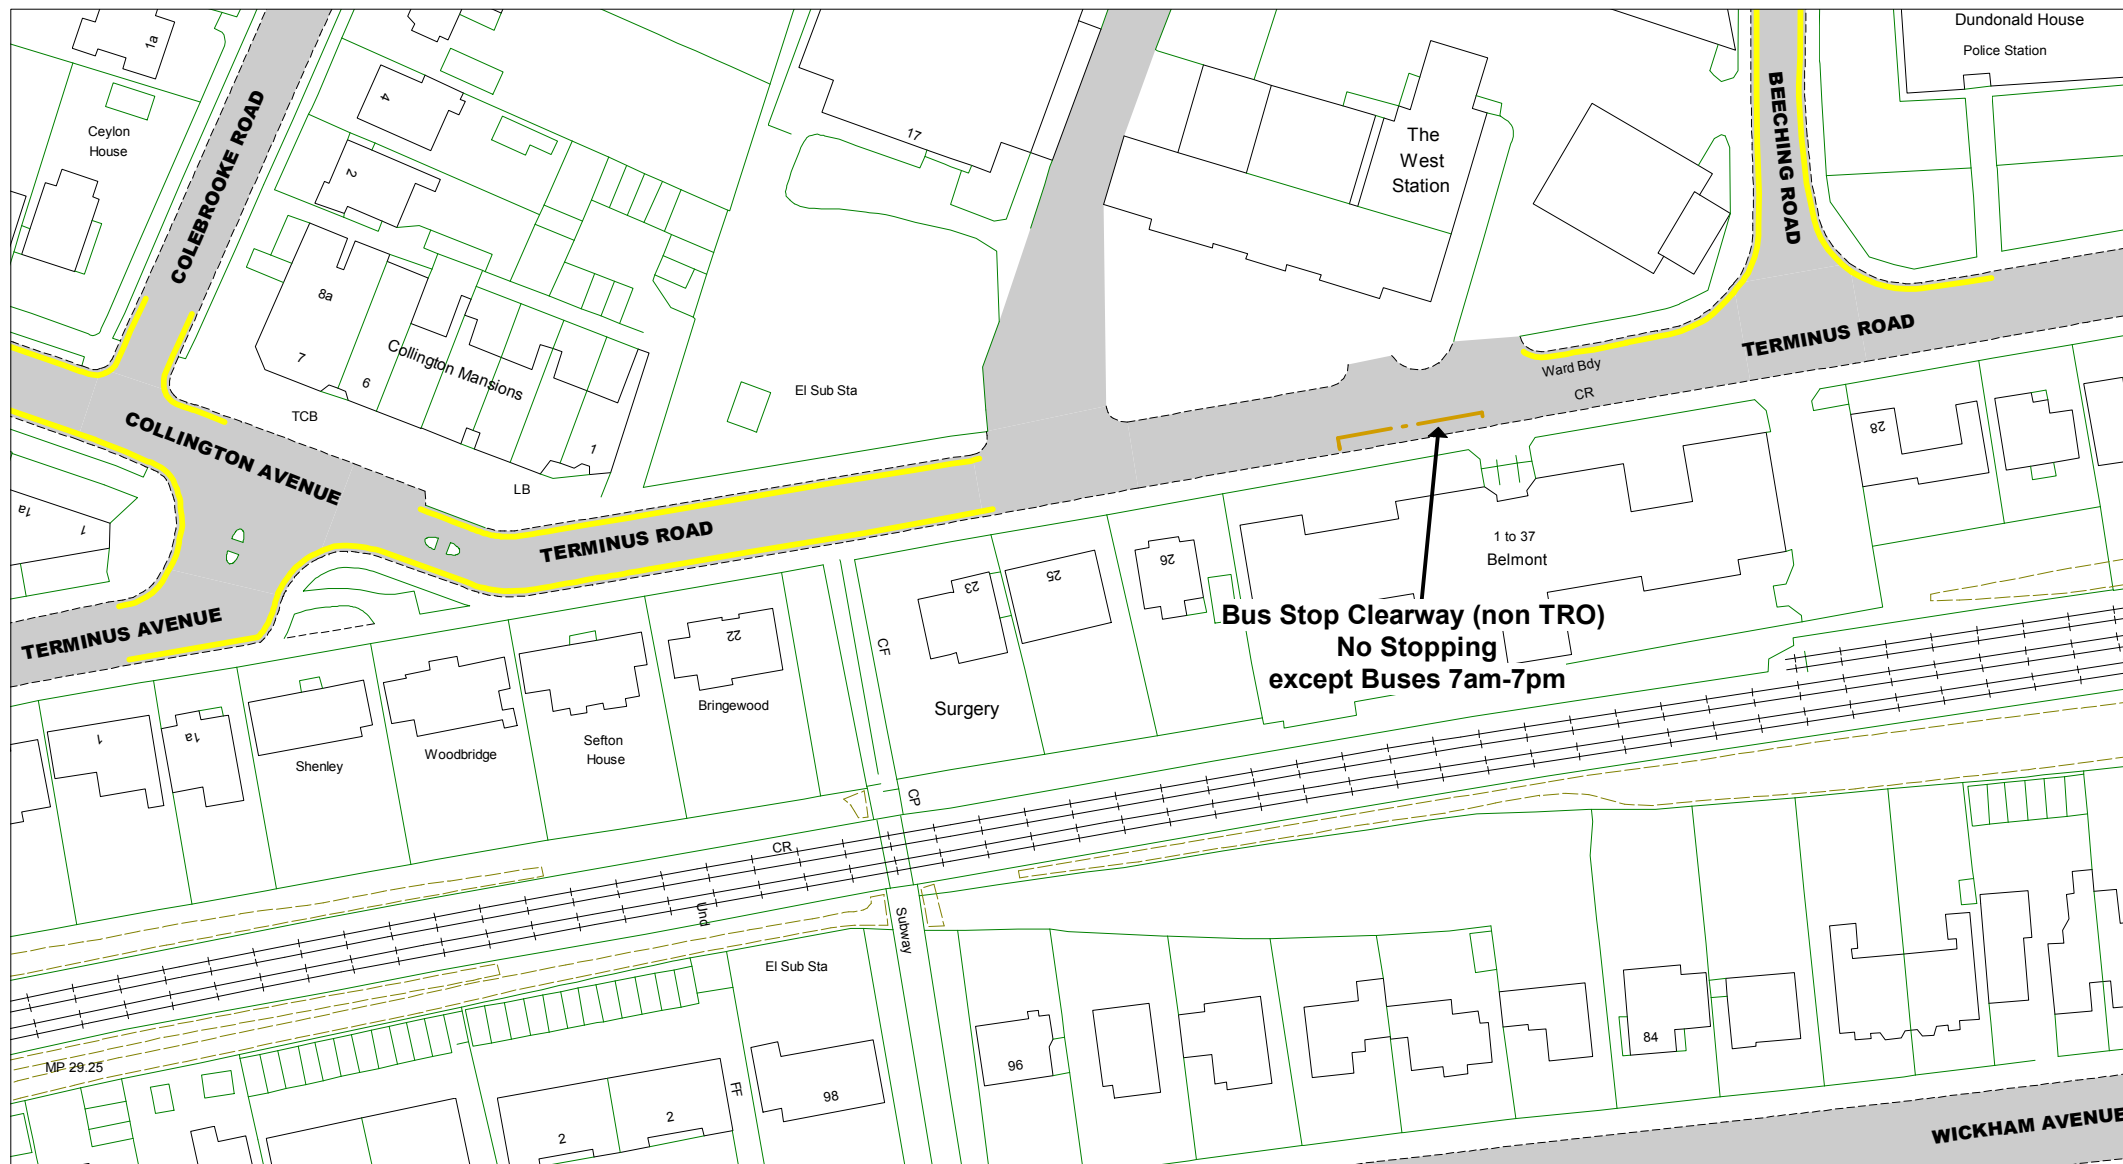 Dundonald House
Police Station
1a
4
Ceylon
House
COLEBROOKE ROAD
2
17
The
West
Station
BEECHING ROAD
8a
7
6
Collington Mansions
1
TCB
LB
El Sub Sta
Ward Bdy
CR
TERMINUS ROAD
COLLINGTON AVENUE
1a
1
TERMINUS ROAD
28
1 to 37
Belmont
26
25
23
22
CF
Bus Stop Clearway (non TRO)
No Stopping
except Buses 7am-7pm
TERMINUS AVENUE
Surgery
Bringewood
Sefton
House
Woodbridge
Shenley
1
1a
CP
CR
Und
Subway
El Sub Sta
MP 29.25
FF
2
2
98
96
84
WICKHAM AVENUE